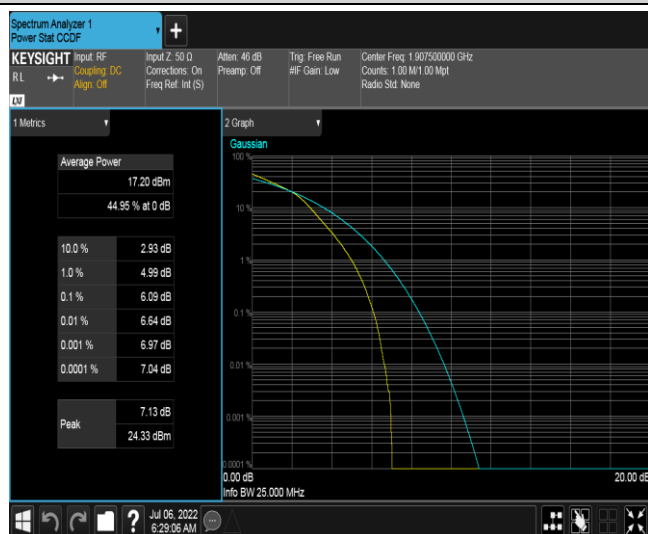 Spectrum Analyzer 1
Power Stat CCDF
+
KEYSIGHT
RL
LXI
Input: RF
Coupling: DC
Align: Off
Input Z: 50 Ω
Corrections: On
Freq Ref: Int (S)
Atten: 46 dB
Preamp: Off
Trig: Free Run
#IF Gain: Low
Center Freq: 1.907500000 GHz
Counts: 1.00 M/1.00 Mpt
Radio Std: None
1 Metrics
Average Power
17.20 dBm
44.95 % at 0 dB
10.0 % 2.93 dB
1.0 % 4.99 dB
0.1 % 6.09 dB
0.01 % 6.64 dB
0.001 % 6.97 dB
0.0001 % 7.04 dB
Peak
7.13 dB
24.33 dBm
2 Graph
Gaussian
100 %
10 %
1 %
0.1 %
0.01 %
0.001 %
0.0001 %
0.00 dB 20.00 dB
Info BW 25.000 MHz
?
Jul 06, 2022
6:29:06 AM